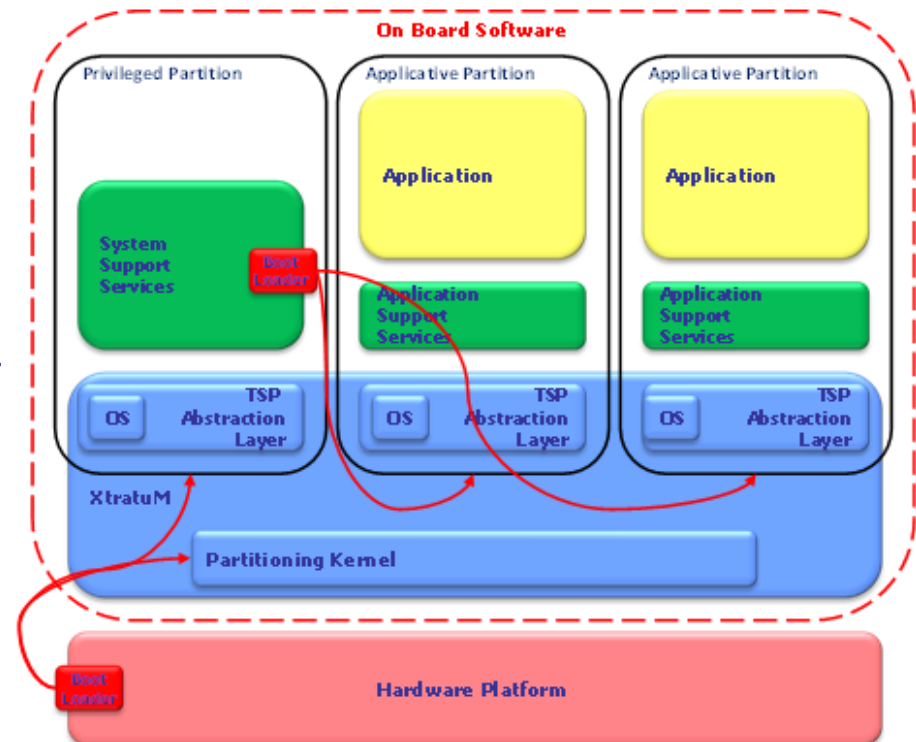 On Board Software
Privileged Partition
Applicative Partition
Applicative Partition
Application
Application
System
Support
Services
Boot
Loader
Application
Support
Services
Application
Support
Services
OS
TSP
Abstraction
Layer
OS
TSP
Abstraction
Layer
OS
TSP
Abstraction
Layer
XtratuM
Partitioning Kernel
Boot
Loader
Hardware Platform